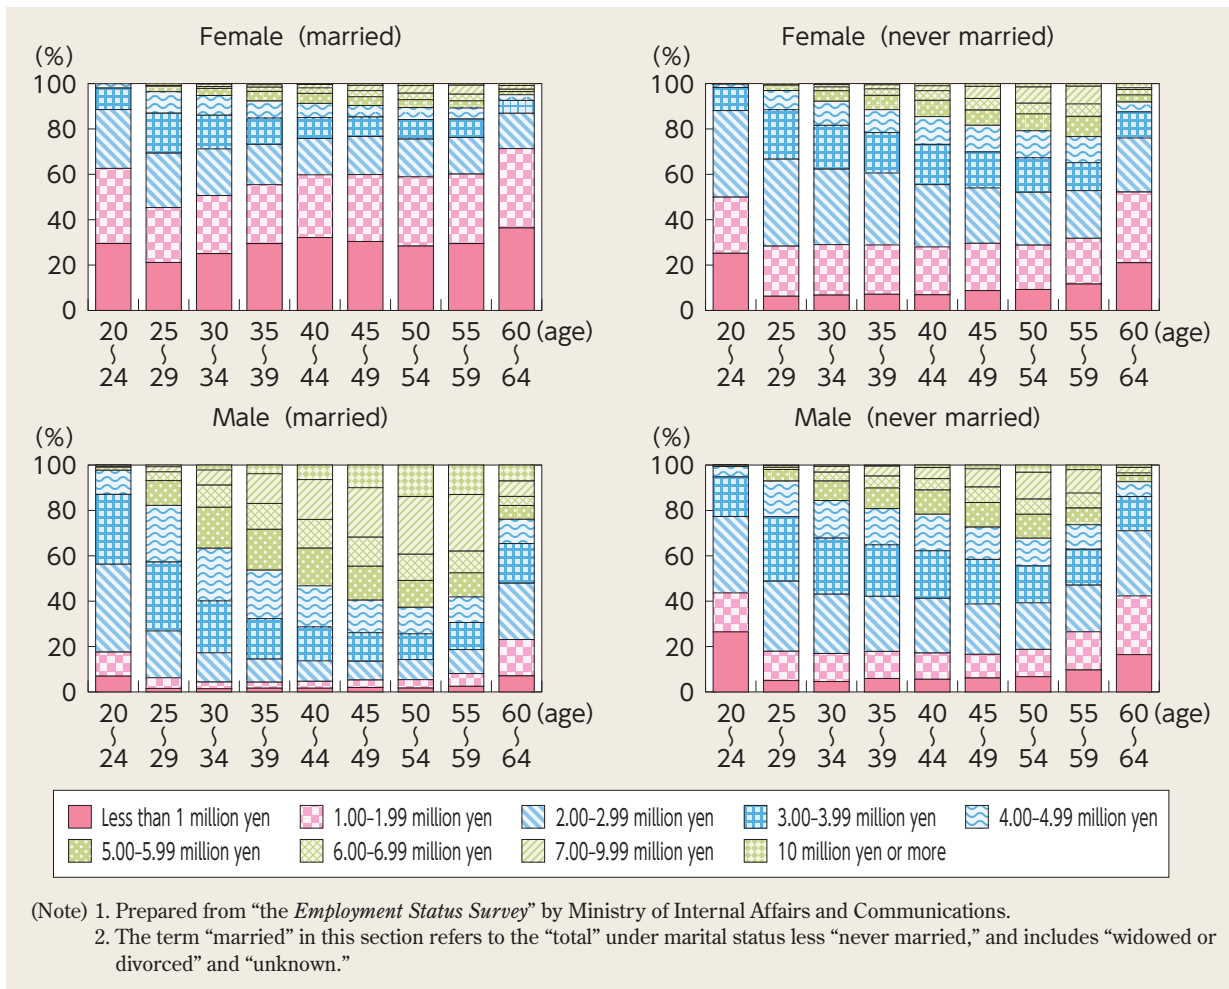 Female (married)
(%)
100
80
60
40
20
0
20 25 30 35 40 45 50 55 60 (age)
24 29 34 39 44 49 54 59 64
Female (never married)
(%)
100
80
60
40
20
0
20 25 30 35 40 45 50 55 60 (age)
24 29 34 39 44 49 54 59 64
Male (married)
(%)
100
80
60
40
20
0
20 25 30 35 40 45 50 55 60 (age)
24 29 34 39 44 49 54 59 64
Male (never married)
(%)
100
80
60
40
20
0
20 25 30 35 40 45 50 55 60 (age)
24 29 34 39 44 49 54 59 64
Less than 1 million yen 1.00–1.99 million yen 2.00–2.99 million yen 3.00–3.99 million yen 4.00–4.99 million yen
5.00–5.99 million yen 6.00–6.99 million yen 7.00–9.99 million yen 10 million yen or more
(Note) 1. Prepared from “the Employment Status Survey” by Ministry of Internal Affairs and Communications.
2. The term “married” in this section refers to the “total” under marital status less “never married,” and includes “widowed or
divorced” and “unknown.”